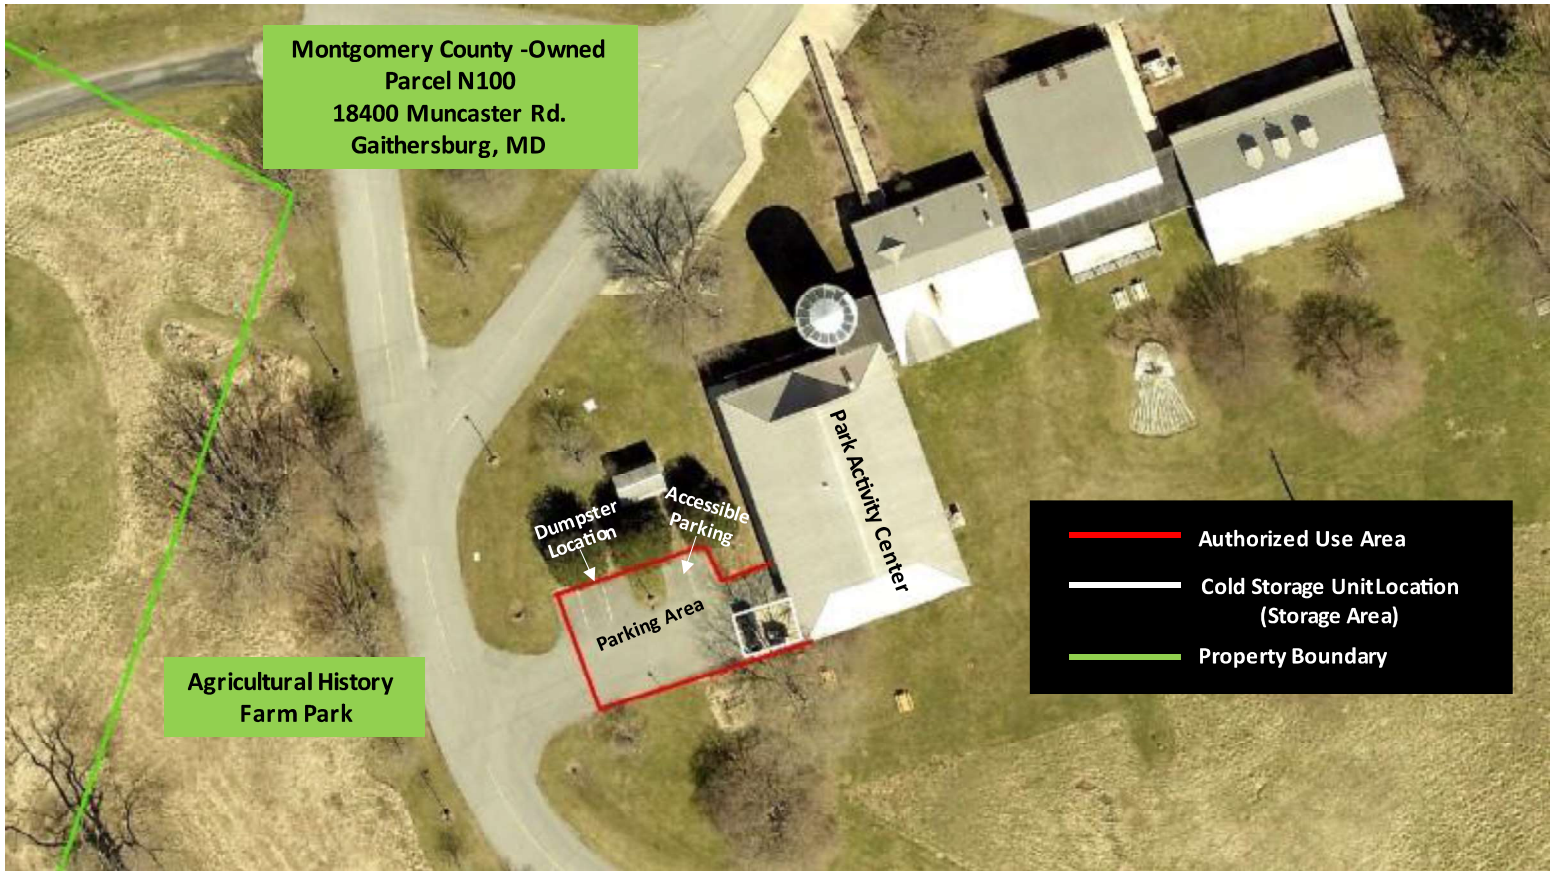 Montgomery County -Owned
Parcel N100
18400 Muncaster Rd.
Gaithersburg, MD
Park Activity Center
Accessible
Parking
Dumpster
Location
Parking Area
Authorized Use Area
Cold Storage Unit Location
(Storage Area)
Property Boundary
Agricultural History
Farm Park